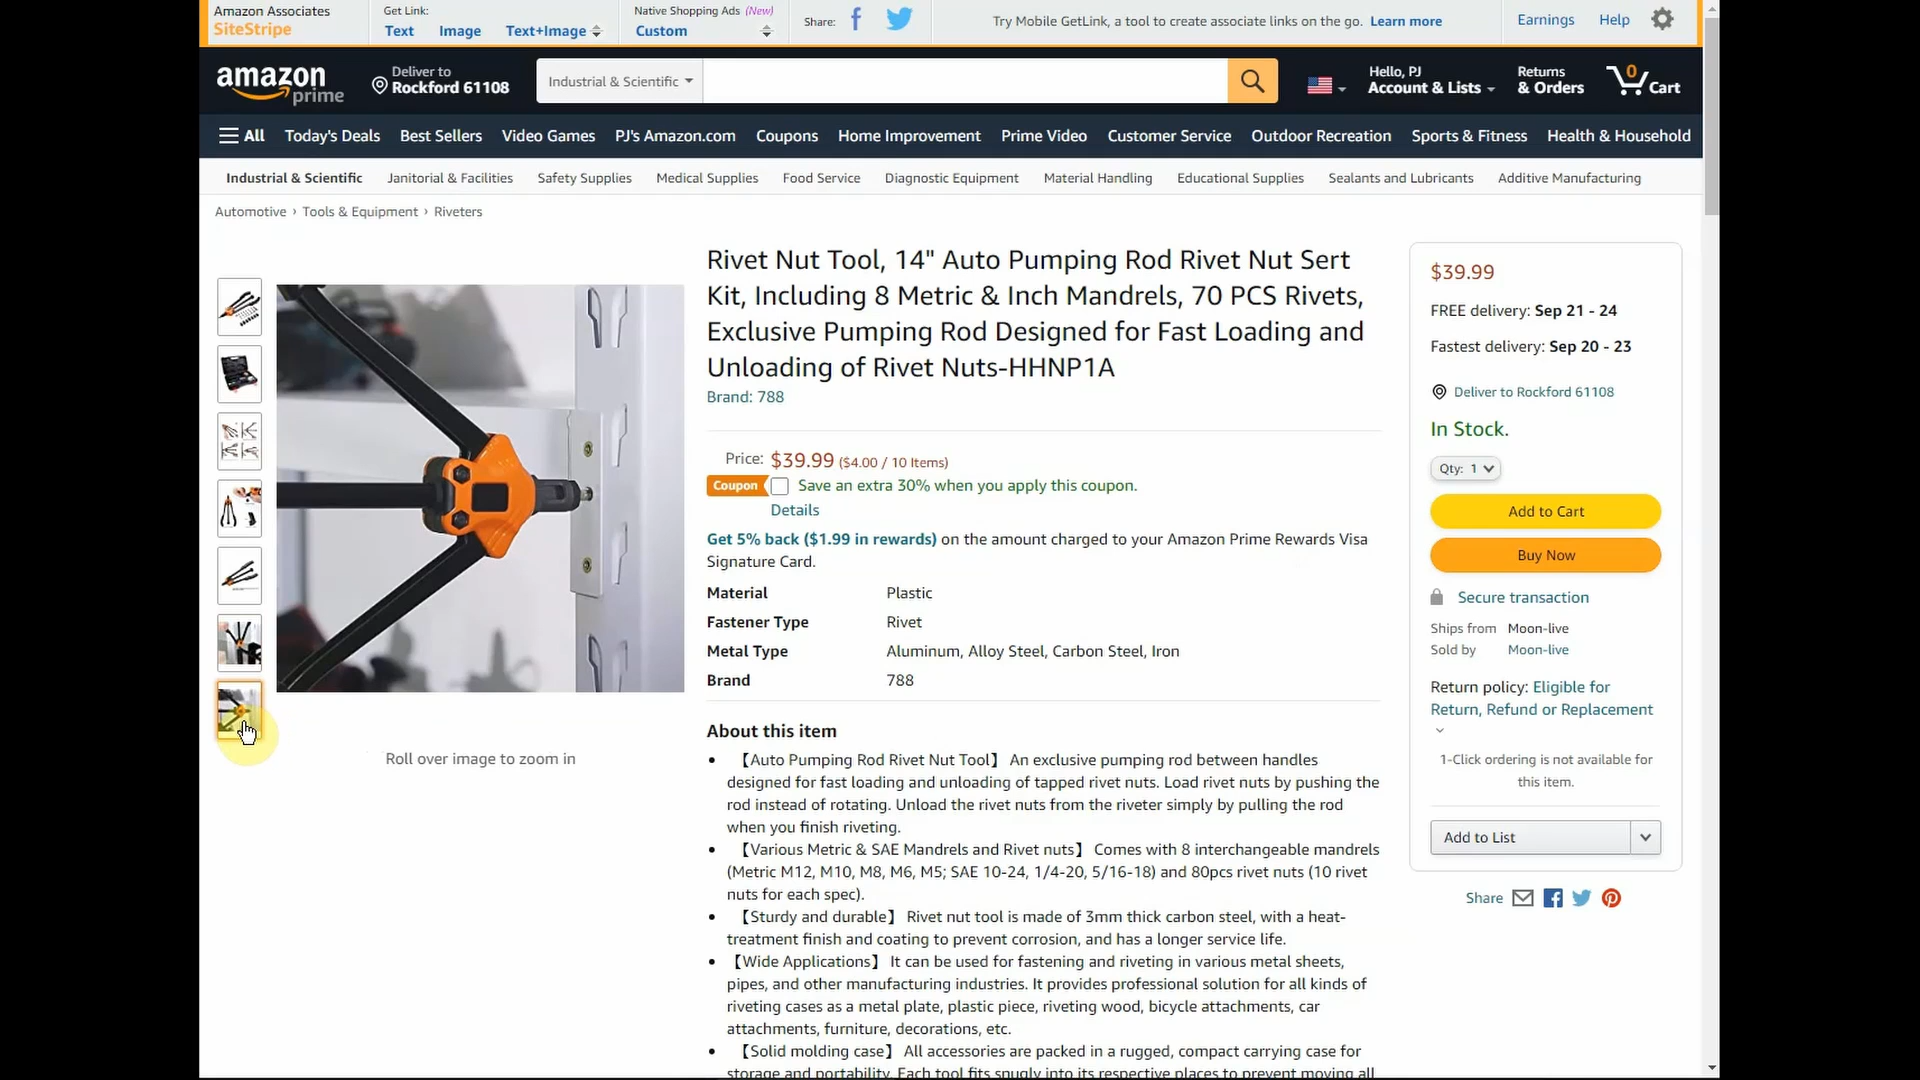 Amazon Associates
SiteStripe
Get Link:
Text Image Text+Image
Native Shopping Ads (New)
Custom
Share:
Try Mobile GetLink, a tool to create associate links on the go. Learn more
Earnings Help
amazon
prime
Deliver to
Rockford 61108
Industrial & Scientific
Hello, PJ
Account & Lists
Returns
& Orders
0
Cart
All Today's Deals Best Sellers Video Games PJ's Amazon.com Coupons Home Improvement Prime Video Customer Service Outdoor Recreation Sports & Fitness Health & Household
Industrial & Scientific Janitorial & Facilities Safety Supplies Medical Supplies Food Service Diagnostic Equipment Material Handling Educational Supplies Sealants and Lubricants Additive Manufacturing
Automotive › Tools & Equipment › Riveters
Rivet Nut Tool, 14" Auto Pumping Rod Rivet Nut Sert
Kit, Including 8 Metric & Inch Mandrels, 70 PCS Rivets,
Exclusive Pumping Rod Designed for Fast Loading and
Unloading of Rivet Nuts-HHNP1A
Brand: 788
Price: $39.99 ($4.00 / 10 Items)
Coupon Save an extra 30% when you apply this coupon.
Details
Get 5% back ($1.99 in rewards) on the amount charged to your Amazon Prime Rewards Visa
Signature Card.
Material Plastic
Fastener Type Rivet
Metal Type Aluminum, Alloy Steel, Carbon Steel, Iron
Brand 788
About this item
• 【Auto Pumping Rod Rivet Nut Tool】 An exclusive pumping rod between handles
designed for fast loading and unloading of tapped rivet nuts. Load rivet nuts by pushing the
rod instead of rotating. Unload the rivet nuts from the riveter simply by pulling the rod
when you finish riveting.
• 【Various Metric & SAE Mandrels and Rivet nuts】 Comes with 8 interchangeable mandrels
(Metric M12, M10, M8, M6, M5; SAE 10-24, 1/4-20, 5/16-18) and 80pcs rivet nuts (10 rivet
nuts for each spec).
• 【Sturdy and durable】 Rivet nut tool is made of 3mm thick carbon steel, with a heat-
treatment finish and coating to prevent corrosion, and has a longer service life.
• 【Wide Applications】 It can be used for fastening and riveting in various metal sheets,
pipes, and other manufacturing industries. It provides professional solution for all kinds of
riveting cases as a metal plate, plastic piece, riveting wood, bicycle attachments, car
attachments, furniture, decorations, etc.
• 【Solid molding case】 All accessories are packed in a rugged, compact carrying case for
storage and portability. Each tool fits snugly into its respective places to prevent moving all
Roll over image to zoom in
$39.99
FREE delivery: Sep 21 - 24
Fastest delivery: Sep 20 - 23
Deliver to Rockford 61108
In Stock.
Qty: 1
Add to Cart
Buy Now
Secure transaction
Ships from Moon-live
Sold by Moon-live
Return policy: Eligible for
Return, Refund or Replacement
1-Click ordering is not available for
this item.
Add to List
Share